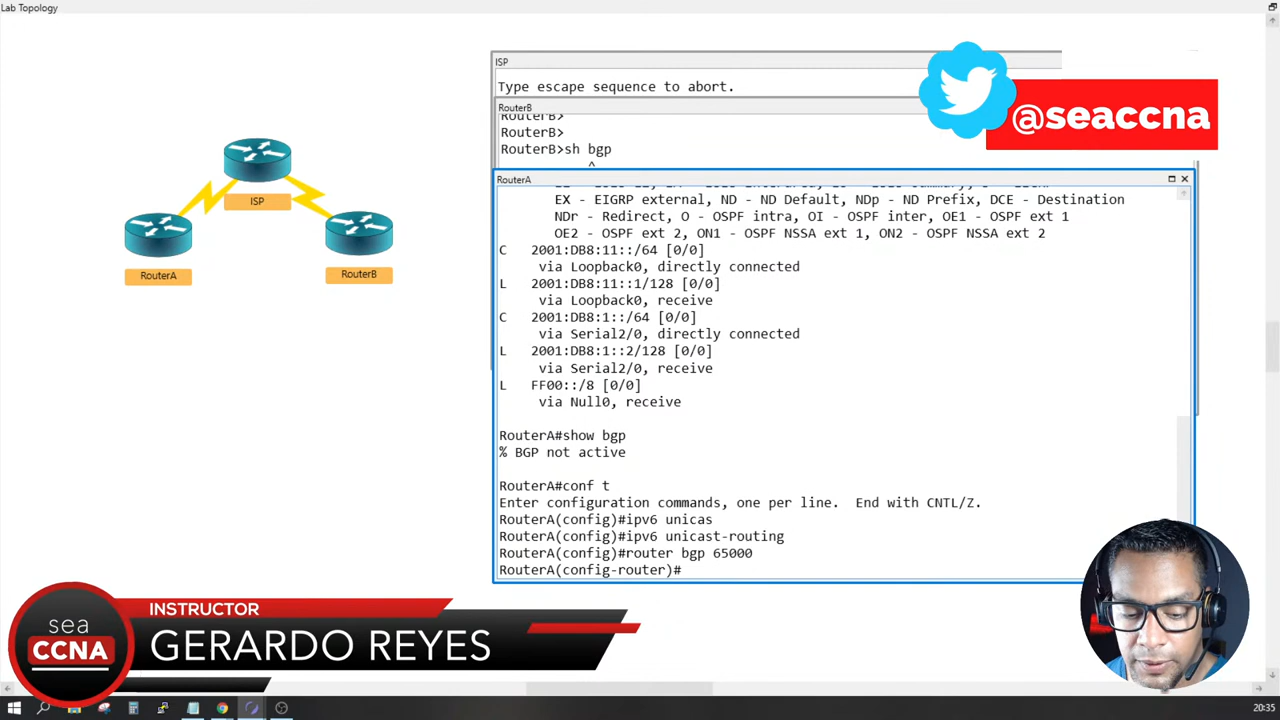 Lab Topology
ISP
Type escape sequence to abort.
RouterB
RouterB>
RouterB>
RouterB>sh bgp
^
@seaccna
ISP
RouterA
RouterB
RouterA
EX - EIGRP external, ND - ND Default, NDp - ND Prefix, DCE - Destination
NDr - Redirect, O - OSPF intra, OI - OSPF inter, OE1 - OSPF ext 1
OE2 - OSPF ext 2, ON1 - OSPF NSSA ext 1, ON2 - OSPF NSSA ext 2
C 2001:DB8:11::/64 [0/0]
via Loopback0, directly connected
L 2001:DB8:11::1/128 [0/0]
via Loopback0, receive
C 2001:DB8:1::/64 [0/0]
via Serial2/0, directly connected
L 2001:DB8:1::2/128 [0/0]
via Serial2/0, receive
L FF00::/8 [0/0]
via Null0, receive
RouterA#show bgp
% BGP not active
RouterA#conf t
Enter configuration commands, one per line. End with CNTL/Z.
RouterA(config)#ipv6 unicas
RouterA(config)#ipv6 unicast-routing
RouterA(config)#router bgp 65000
RouterA(config-router)#
sea
CCNA
INSTRUCTOR
GERARDO REYES
20:35